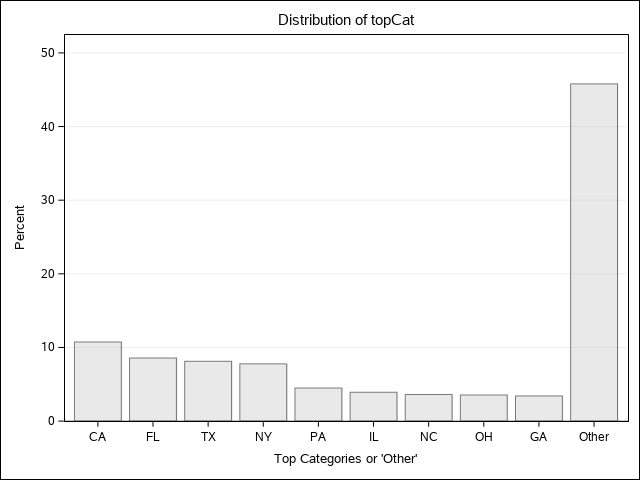 Distribution of topCat
50
40
30
20
10
0
Percent
CA FL TX NY PA IL NC OH GA Other
Top Categories or 'Other'